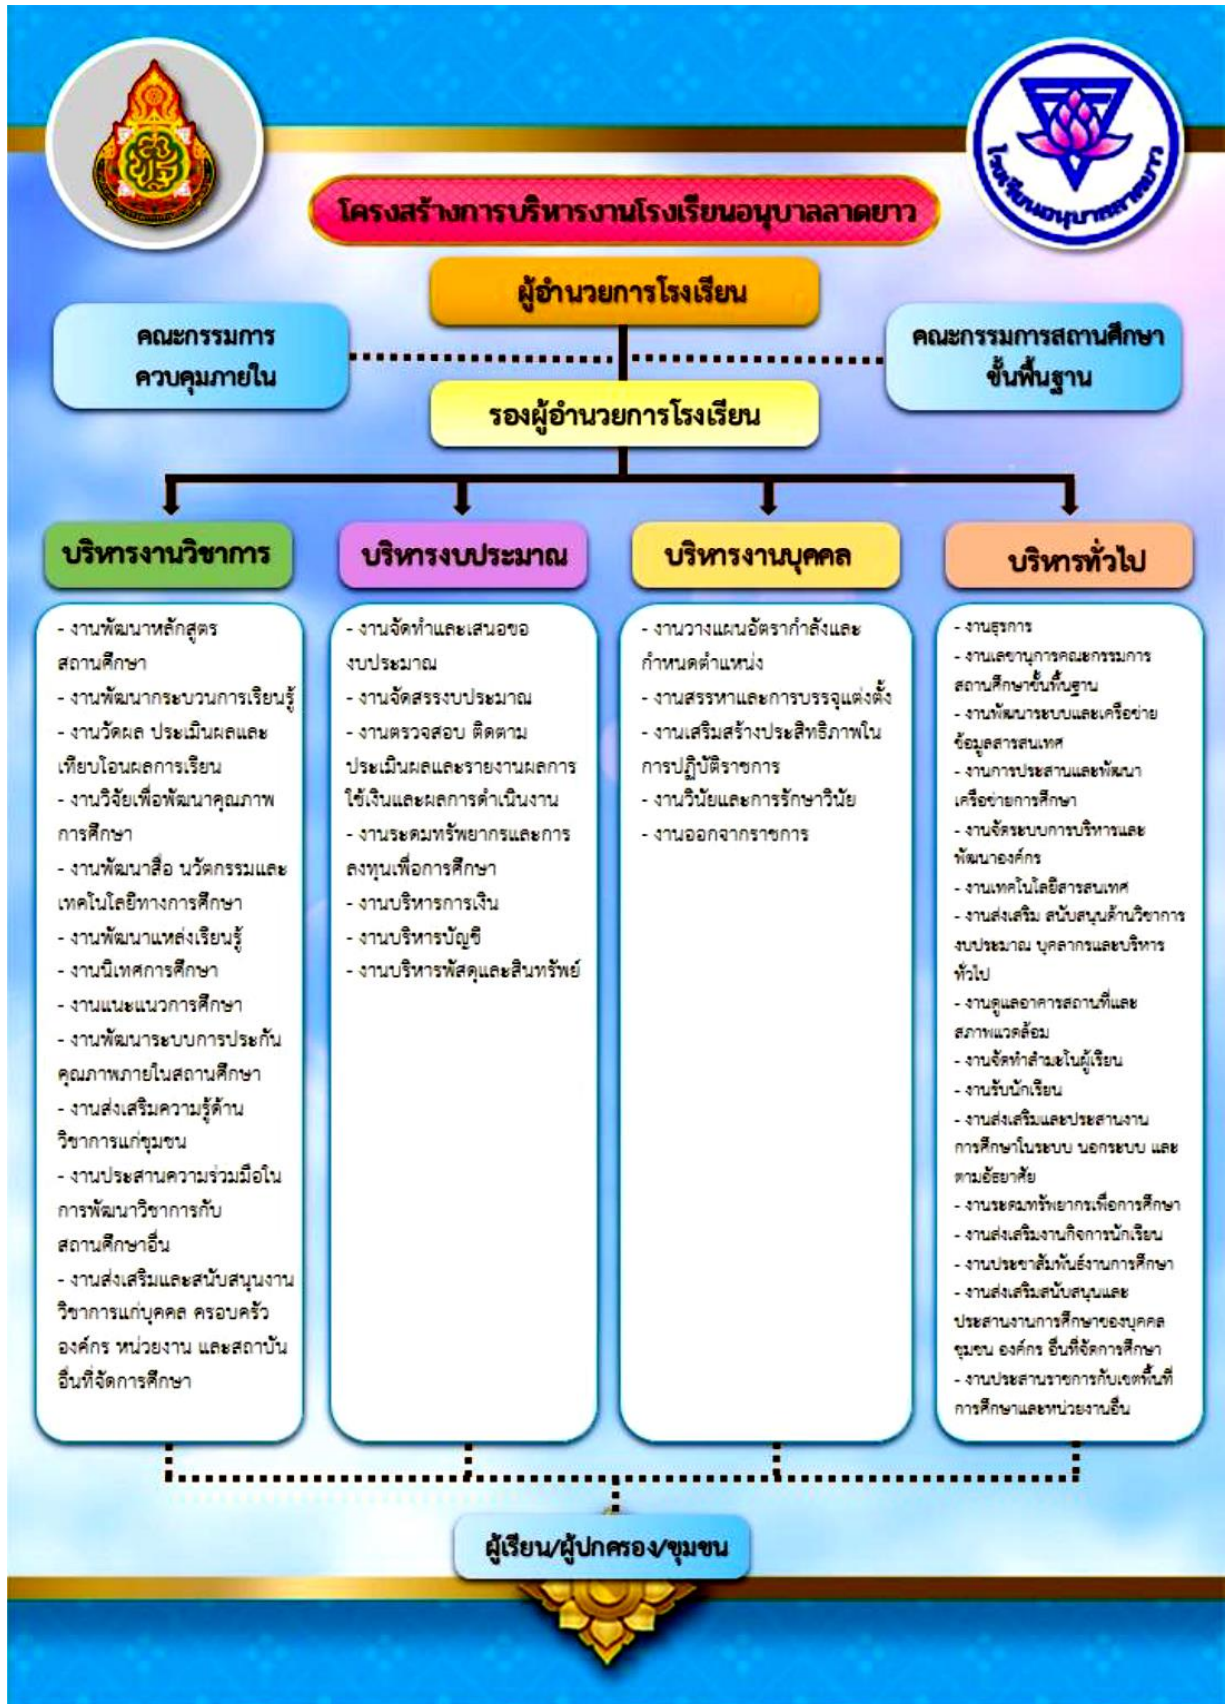 โรงเรียนอนุบาลลาดยาว
โครงสร้างการบริหารงานโรงเรียนอนุบาลลาดยาว
ผู้อำนวยการโรงเรียน
คณะกรรมการ
ควบคุมภายใน
คณะกรรมการสถานศึกษา
ขั้นพื้นฐาน
รองผู้อำนวยการโรงเรียน
บริหารงานวิชาการ
- งานพัฒนาหลักสูตร
สถานศึกษา
- งานพัฒนากระบวนการเรียนรู้
- งานวัดผล ประเมินผลและ
เทียบโอนผลการเรียน
- งานวิจัยเพื่อพัฒนาคุณภาพ
การศึกษา
- งานพัฒนาสื่อ นวัตกรรมและ
เทคโนโลยีทางการศึกษา
- งานพัฒนาแหล่งเรียนรู้
- งานนิเทศการศึกษา
- งานแนะแนวการศึกษา
- งานพัฒนาระบบการประกัน
คุณภาพภายในสถานศึกษา
- งานส่งเสริมความรู้ด้าน
วิชาการแก่ชุมชน
- งานประสานความร่วมมือใน
การพัฒนาวิชาการกับ
สถานศึกษาอื่น
- งานส่งเสริมและสนับสนุนงาน
วิชาการแก่บุคคล ครอบครัว
องค์กร หน่วยงาน และสถาบัน
อื่นที่จัดการศึกษา
บริหารงบประมาณ
- งานจัดทำและเสนอขอ
งบประมาณ
- งานจัดสรรงบประมาณ
- งานตรวจสอบ ติดตาม
ประเมินผลและรายงานผลการ
ใช้เงินและผลการดำเนินงาน
- งานระดมทรัพยากรและการ
ลงทุนเพื่อการศึกษา
- งานบริหารการเงิน
- งานบริหารบัญชี
- งานบริหารพัสดุและสินทรัพย์
บริหารงานบุคคล
- งานวางแผนอัตรากำลังและ
กำหนดตำแหน่ง
- งานสรรหาและการบรรจุแต่งตั้ง
- งานเสริมสร้างประสิทธิภาพใน
การปฏิบัติราชการ
- งานวินัยและการรักษาวินัย
- งานออกจากราชการ
บริหารทั่วไป
- งานธุรการ
- งานเลขานุการคณะกรรมการ
สถานศึกษาขั้นพื้นฐาน
- งานพัฒนาระบบและเครือข่าย
ข้อมูลสารสนเทศ
- งานการประสานและพัฒนา
เครือข่ายการศึกษา
- งานจัดระบบการบริหารและ
พัฒนาองค์กร
- งานเทคโนโลยีสารสนเทศ
- งานส่งเสริม สนับสนุนด้านวิชาการ
งบประมาณ บุคลากรและบริหาร
ทั่วไป
- งานดูแลอาคารสถานที่และ
สภาพแวดล้อม
- งานจัดทำสำมะโนผู้เรียน
- งานรับนักเรียน
- งานส่งเสริมและประสานงาน
การศึกษาในระบบ นอกระบบ และ
ตามอัธยาศัย
- งานระดมทรัพยากรเพื่อการศึกษา
- งานส่งเสริมงานกิจการนักเรียน
- งานประชาสัมพันธ์งานการศึกษา
- งานส่งเสริมสนับสนุนและ
ประสานงานการศึกษาของบุคคล
ชุมชน องค์กร อื่นที่จัดการศึกษา
- งานประสานราชการกับเขตพื้นที่
การศึกษาและหน่วยงานอื่น
ผู้เรียน/ผู้ปกครอง/ชุมชน